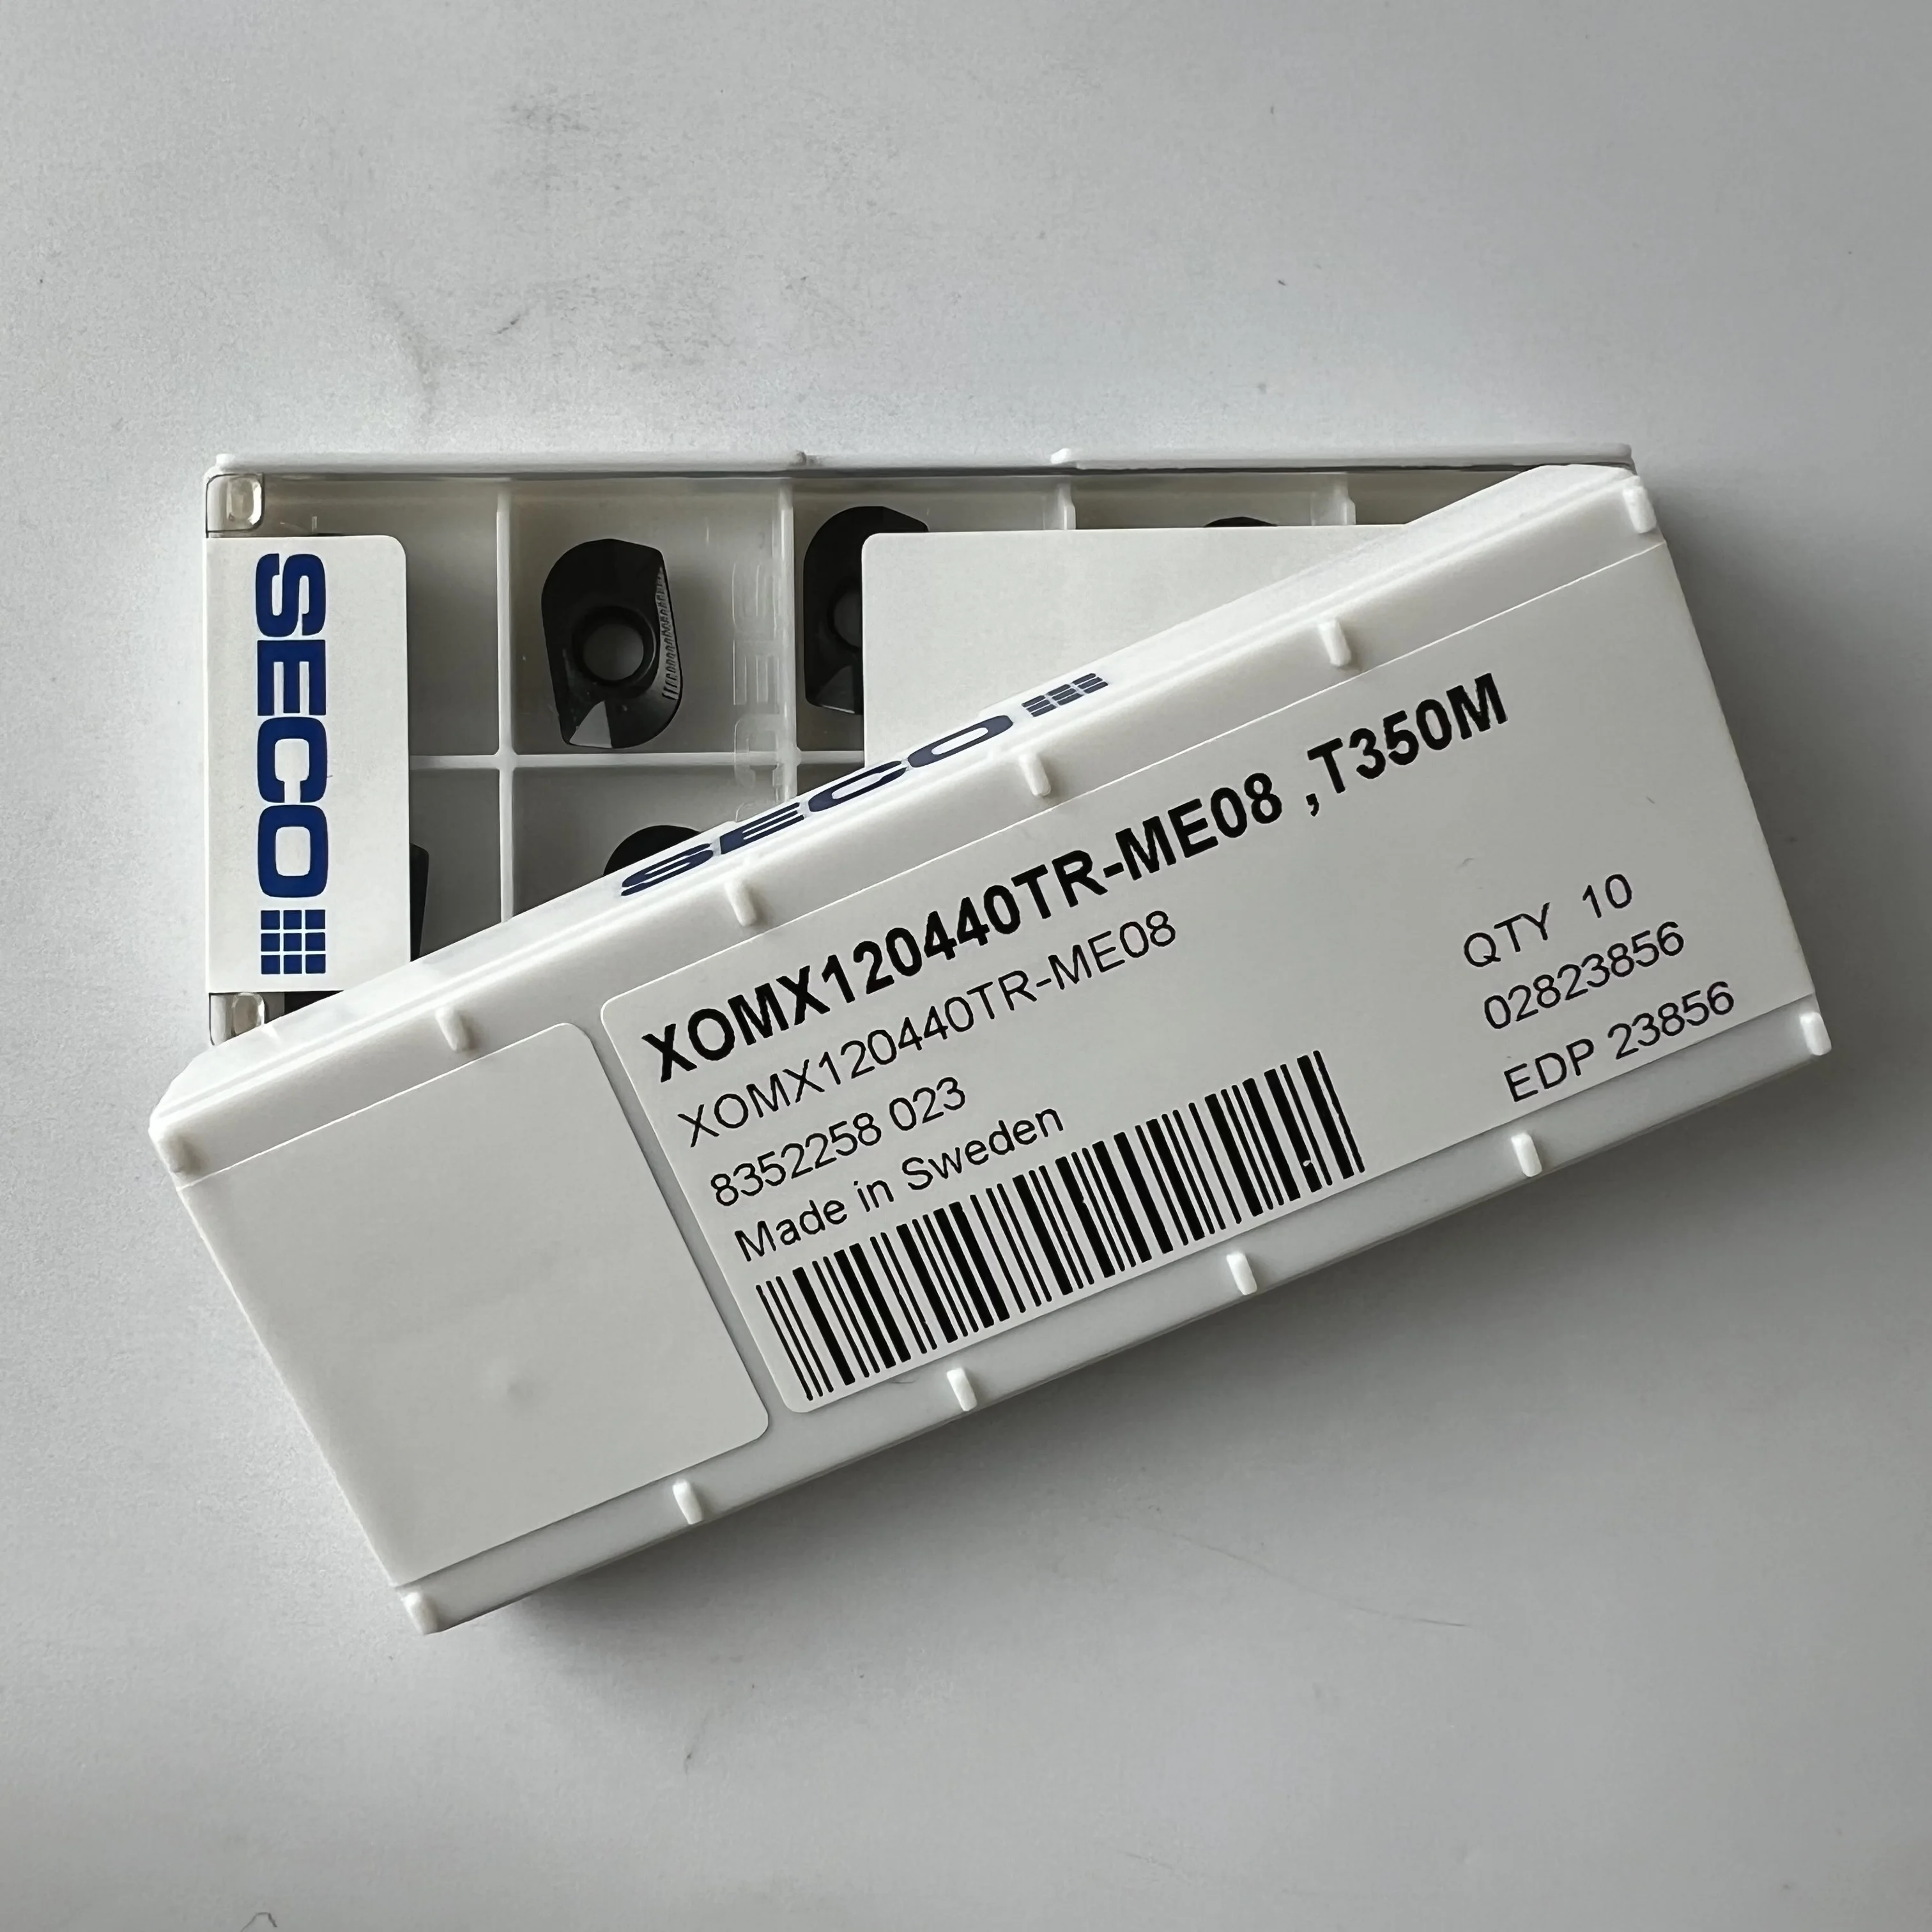 SECO
SECO
XOMX120440TR-ME08 ,T350M
XOMX120440TR-ME08
8352258 023
Made in Sweden
QTY 10
02823856
EDP 23856